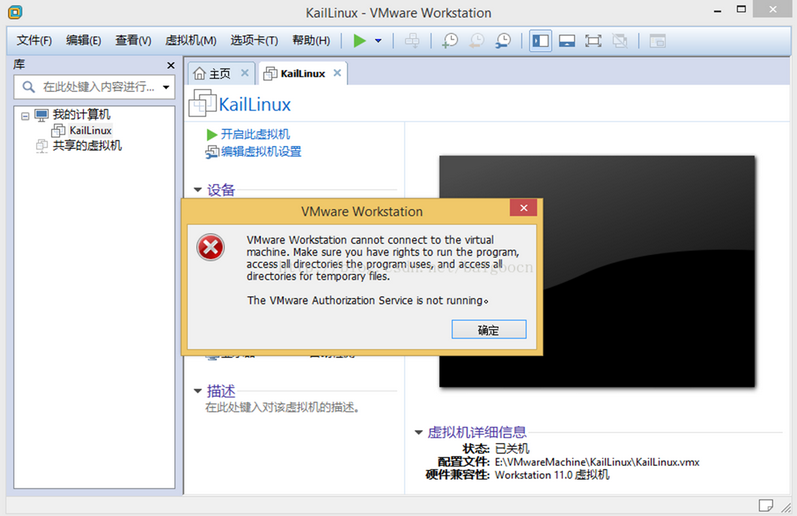 KailLinux - VMware Workstation
文件(F) 编辑(E) 查看(V) 虚拟机(M) 选项卡(T) 帮助(H)
库
在此处键入内容进行...
我的计算机
KailLinux
共享的虚拟机
主页 KailLinux
KailLinux
开启此虚拟机
编辑虚拟机设置
设备
VMware Workstation
VMware Workstation cannot connect to the virtual
machine. Make sure you have rights to run the program,
access all directories the program uses, and access all
directories for temporary files.
The VMware Authorization Service is not running。
确定
描述
在此处键入对该虚拟机的描述。
虚拟机详细信息
状态: 已关机
配置文件: E:\VMwareMachine\KailLinux\KailLinux.vmx
硬件兼容性: Workstation 11.0 虚拟机